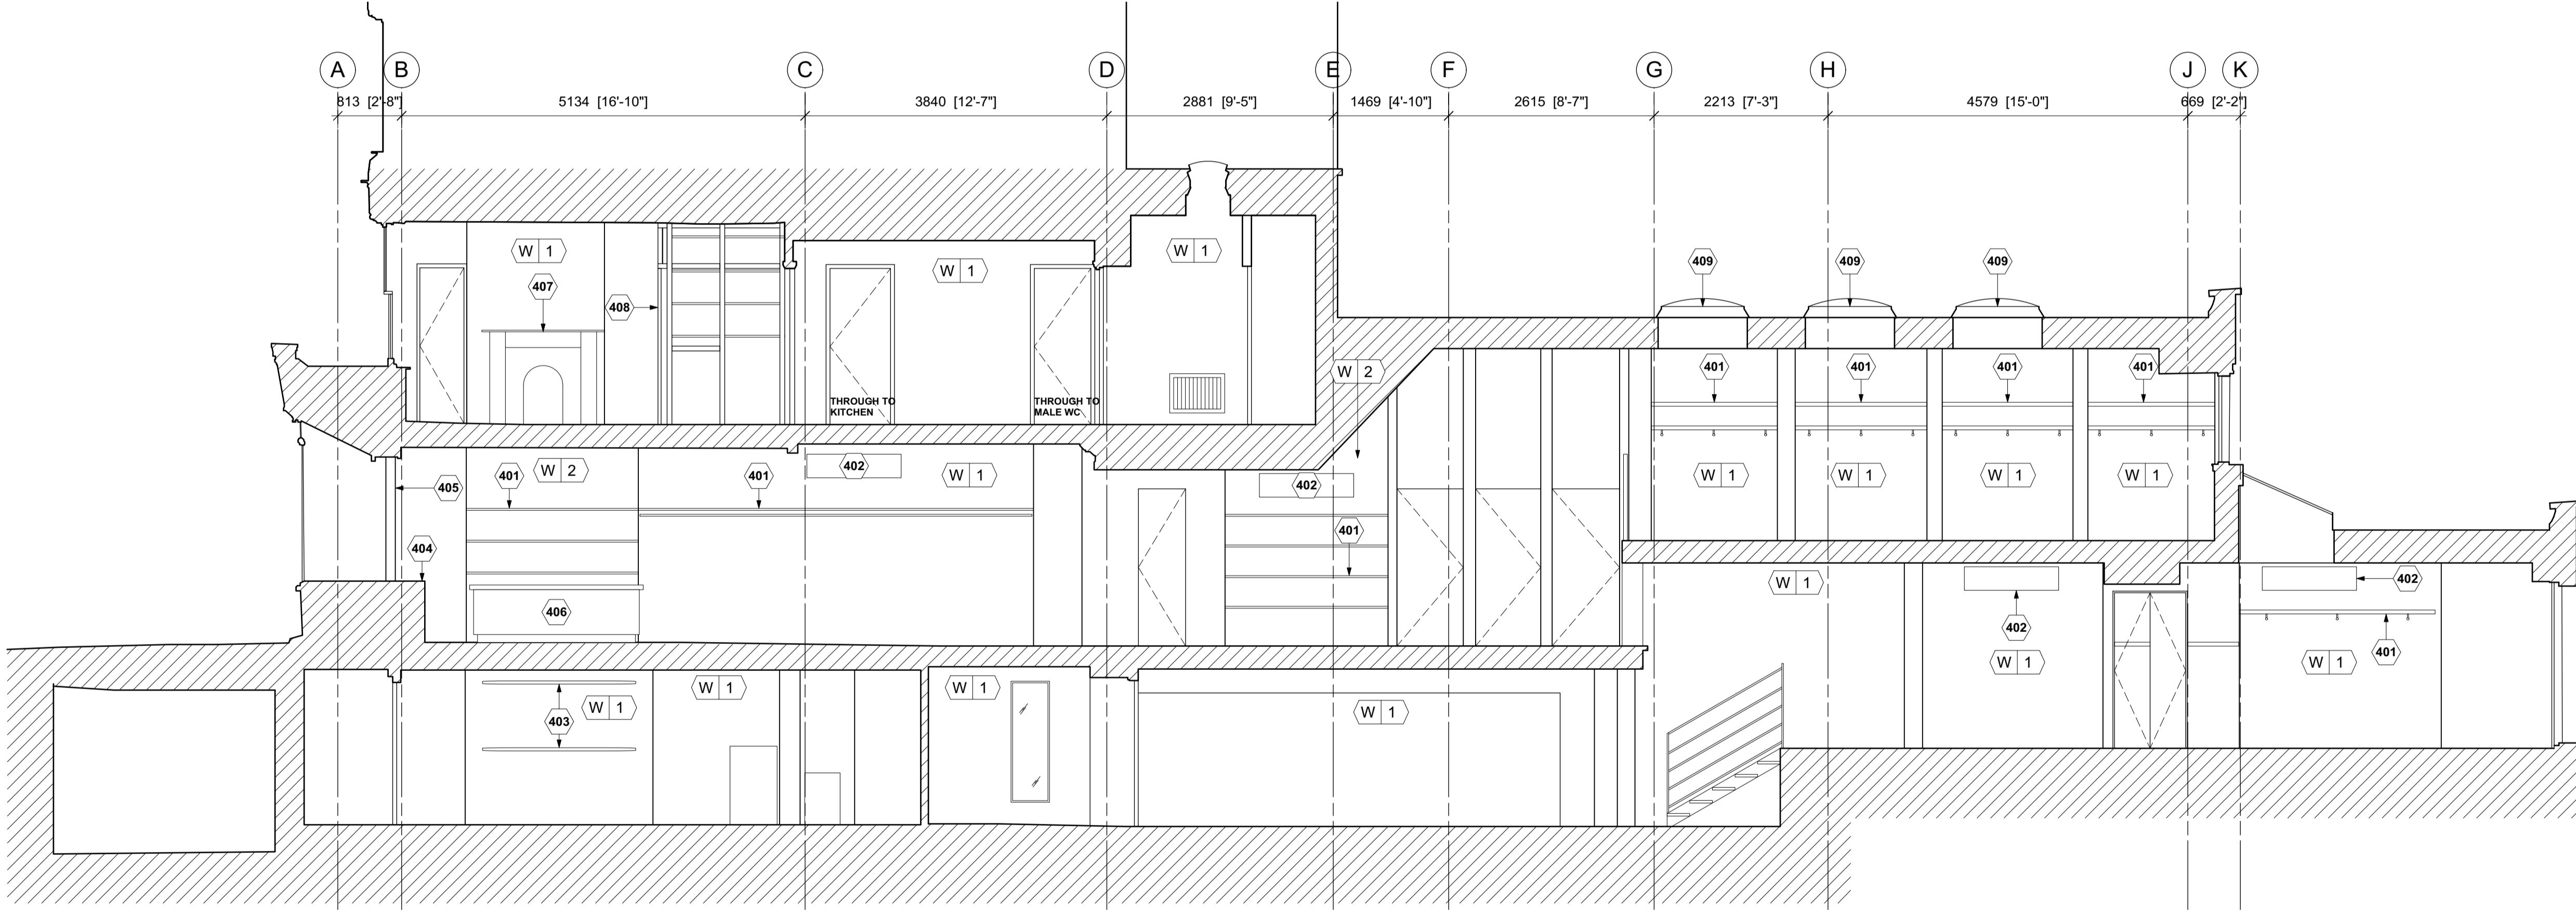 A
B
C
D
E
F
G
H
J
K
813 [2'-8"]
5134 [16'-10"]
3840 [12'-7"]
2881 [9'-5"]
1469 [4'-10"]
2615 [8'-7"]
2213 [7'-3"]
4579 [15'-0"]
669 [2'-2"]
W 1
W 1
W 1
407
408
409
409
409
THROUGH TO
KITCHEN
THROUGH TO
MALE WC
W 2
401
401
401
401
405
401
W 2
401
402
W 1
402
W 1
W 1
W 1
W 1
404
401
406
W 1
402
402
402
401
W 1
W 1
W 1
403
W 1
W 1
W 1